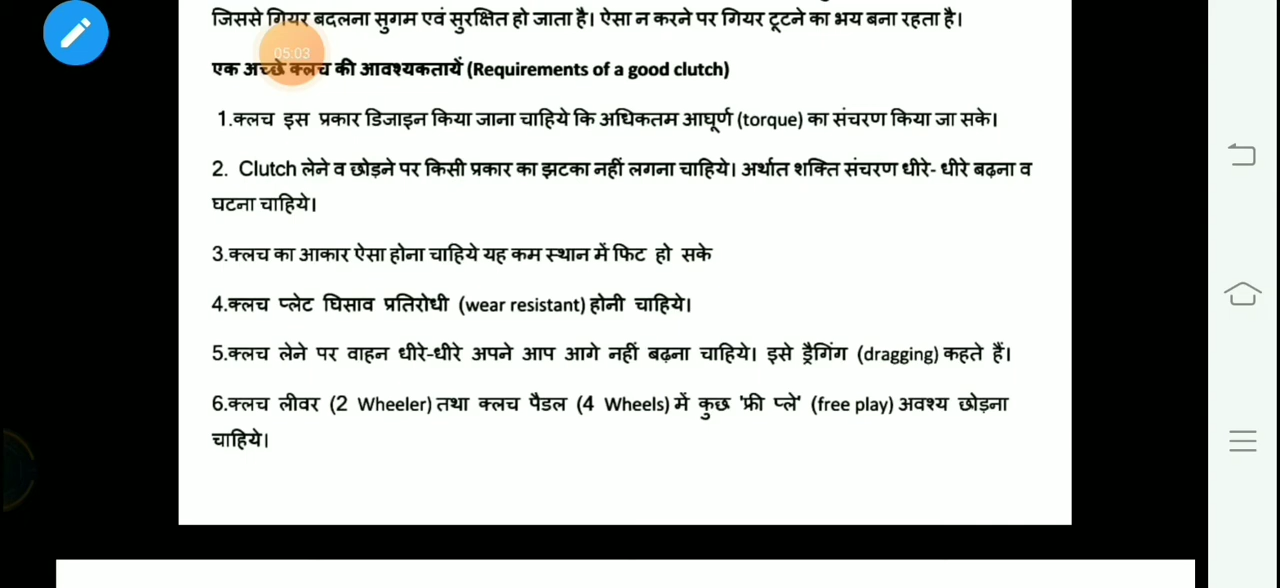 जिससे गियर बदलना सुगम एवं सुरक्षित हो जाता है। ऐसा न करने पर गियर टूटने का भय बना रहता है।
05:03
एक अच्छे क्लच की आवश्यकतायें (Requirements of a good clutch)
1.क्लच इस प्रकार डिजाइन किया जाना चाहिये कि अधिकतम आघूर्ण (torque) का संचरण किया जा सके।
2. Clutch लेने व छोड़ने पर किसी प्रकार का झटका नहीं लगना चाहिये। अर्थात शक्ति संचरण धीरे- धीरे बढ़ना व
घटना चाहिये।
3.क्लच का आकार ऐसा होना चाहिये यह कम स्थान में फिट हो सके
4.क्लच प्लेट घिसाव प्रतिरोधी (wear resistant) होनी चाहिये।
5.क्लच लेने पर वाहन धीरे-धीरे अपने आप आगे नहीं बढ़ना चाहिये। इसे ड्रैगिंग (dragging) कहते हैं।
6.क्लच लीवर (2 Wheeler) तथा क्लच पैडल (4 Wheels) में कुछ 'फ्री प्ले' (free play) अवश्य छोड़ना
चाहिये।